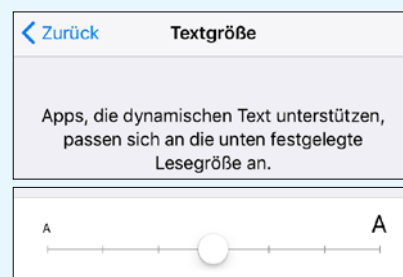 Zurück Textgröße
Apps, die dynamischen Text unterstützen,
passen sich an die unten festgelegte
Lesegröße an.
A A